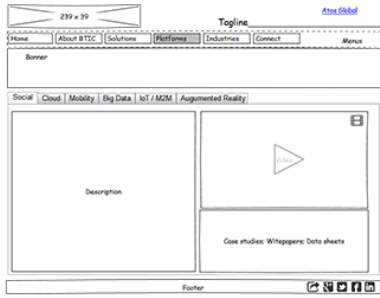 239 x 39
Tagline
Atos Global
Home About BTIC Solutions Platforms Industries Connect Menus
Banner
Social Cloud Mobility Big Data IoT / M2M Augumented Reality
Video
Description
Case studies; Witepapers; Data sheets
Footer